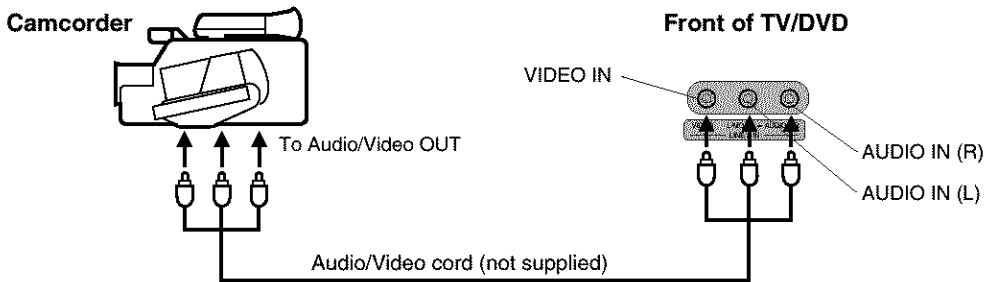 Camcorder
Front of TV/DVD
VIDEO IN
To Audio/Video OUT
AUDIO IN (R)
AUDIO IN (L)
Audio/Video cord (not supplied)